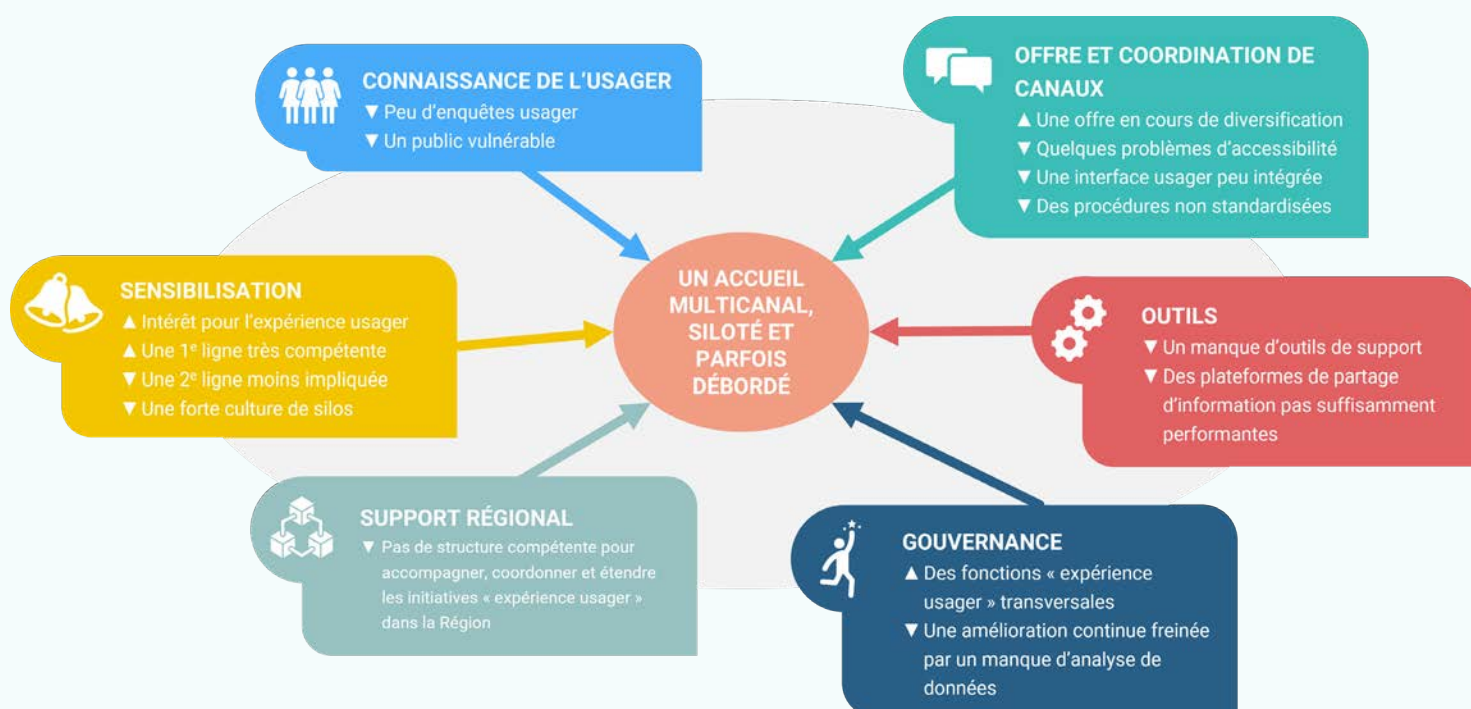 CONNAISSANCE DE L'USAGER
▼ Peu d'enquêtes usager
▼ Un public vulnérable
OFFRE ET COORDINATION DE
CANAUX
▲ Une offre en cours de diversification
▼ Quelques problèmes d'accessibilité
▼ Une interface usager peu intégrée
▼ Des procédures non standardisées
SENSIBILISATION
▲ Intérêt pour l'expérience usager
▲ Une 1ᵉ ligne très compétente
▼ Une 2ᵉ ligne moins impliquée
▼ Une forte culture de silos
UN ACCUEIL
MULTICANAL,
SILOTÉ ET
PARFOIS
DÉBORDÉ
OUTILS
▼ Un manque d'outils de support
▼ Des plateformes de partage
d'information pas suffisamment
performantes
SUPPORT RÉGIONAL
▼ Pas de structure compétente pour
accompagner, coordonner et étendre
les initiatives « expérience usager »
dans la Région
GOUVERNANCE
▲ Des fonctions « expérience
usager » transversales
▼ Une amélioration continue freinée
par un manque d'analyse de
données